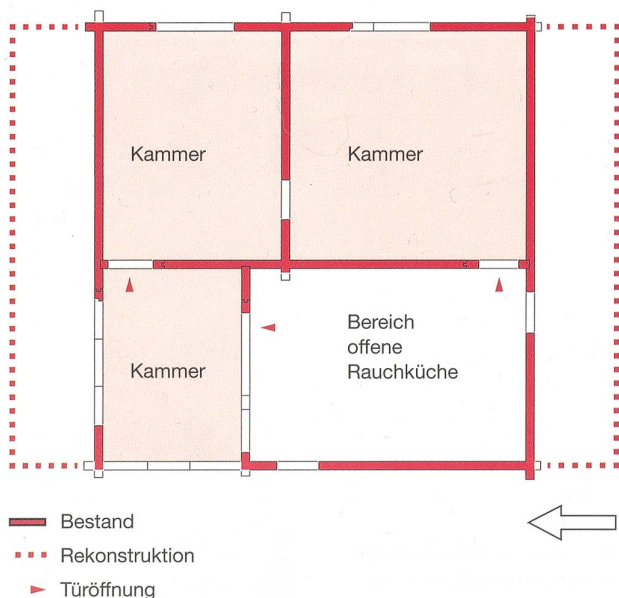 Kammer
Kammer
Kammer
Bereich
offene
Rauchküche
Bestand
Rekonstruktion
Türöffnung